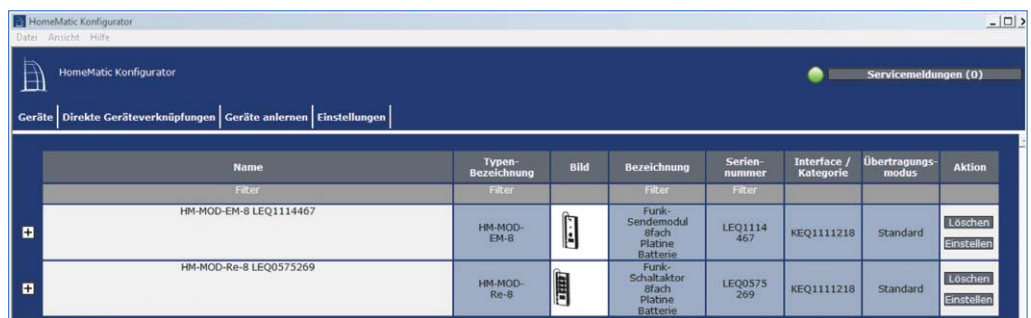 HomeMatic Konfigurator
Datei Ansicht Hilfe
HomeMatic Konfigurator
Servicemeldungen (0)
Geräte Direkte Geräteverknüpfungen Geräte anlernen Einstellungen
Name Typen-Bezeichnung Bild Bezeichnung Serien-nummer Interface / Kategorie Übertragungs-modus Aktion
Filter Filter Filter Filter
HM-MOD-EM-8 LEQ1114467
HM-MOD-
EM-8
Funk-
Sendemodul
8fach
Platine
Batterie
LEQ1114
467
KEQ1111218
Standard
Löschen
Einstellen
HM-MOD-Re-8 LEQ0575269
HM-MOD-
Re-8
Funk-
Schaltaktor
8fach
Platine
Batterie
LEQ0575
269
KEQ1111218
Standard
Löschen
Einstellen